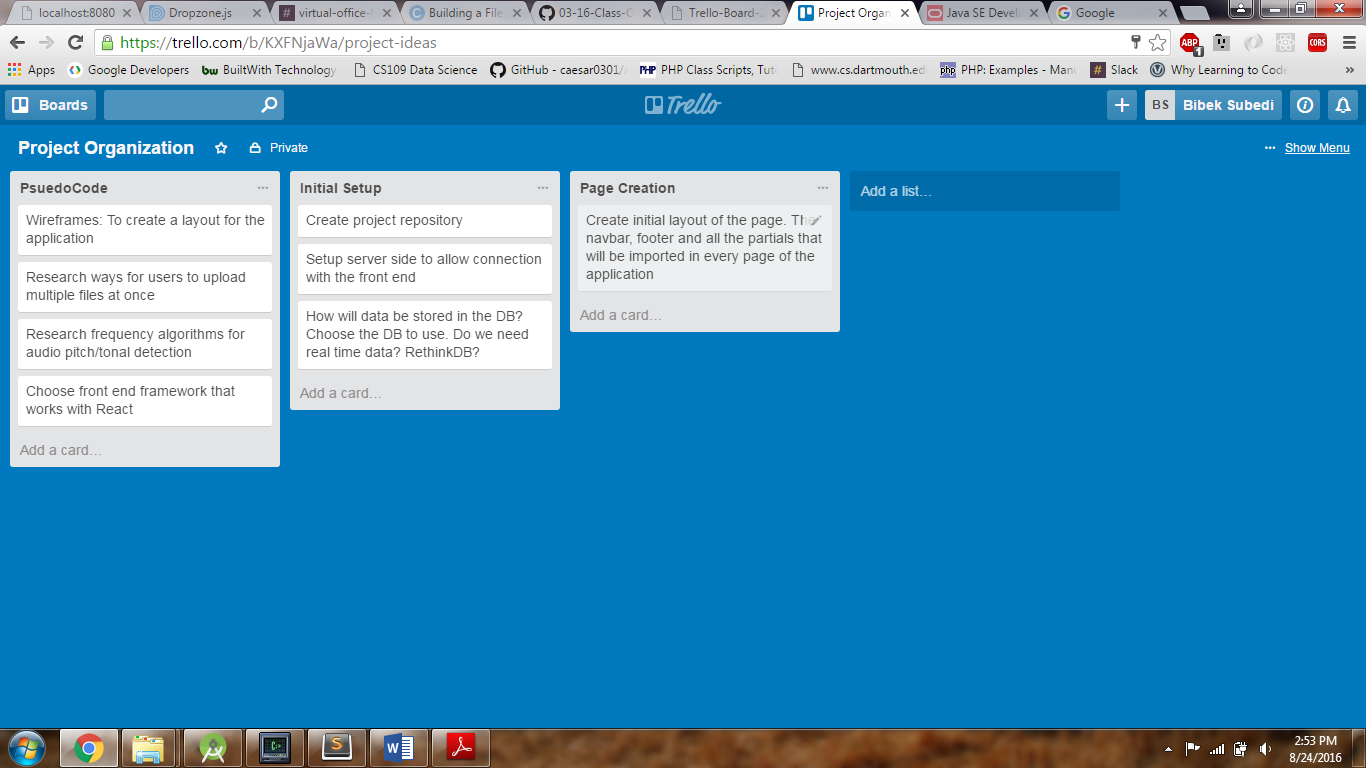 localhost:8080
Dropzone.js
virtual-office-
Building a File
03-16-Class-C
Trello-Board-
Project Organ
Java SE Devel
Google
https://trello.com/b/KXFNjaWa/project-ideas
ABP
1
CORS
Apps
Google Developers
bw BuiltWith Technology
CS109 Data Science
GitHub - caesar0301/
PHP PHP Class Scripts, Tut
www.cs.dartmouth.ed
php PHP: Examples - Man
# Slack
Why Learning to Code
»
Boards
Trello
BS Bibek Subedi
Project Organization
Private
... Show Menu
PsuedoCode
Wireframes: To create a layout for the
application
Research ways for users to upload
multiple files at once
Research frequency algorithms for
audio pitch/tonal detection
Choose front end framework that
works with React
Add a card…
Initial Setup
Create project repository
Setup server side to allow connection
with the front end
How will data be stored in the DB?
Choose the DB to use. Do we need
real time data? RethinkDB?
Add a card…
Page Creation
Create initial layout of the page. The
navbar, footer and all the partials that
will be imported in every page of the
application
Add a card…
Add a list…
2:53 PM
8/24/2016